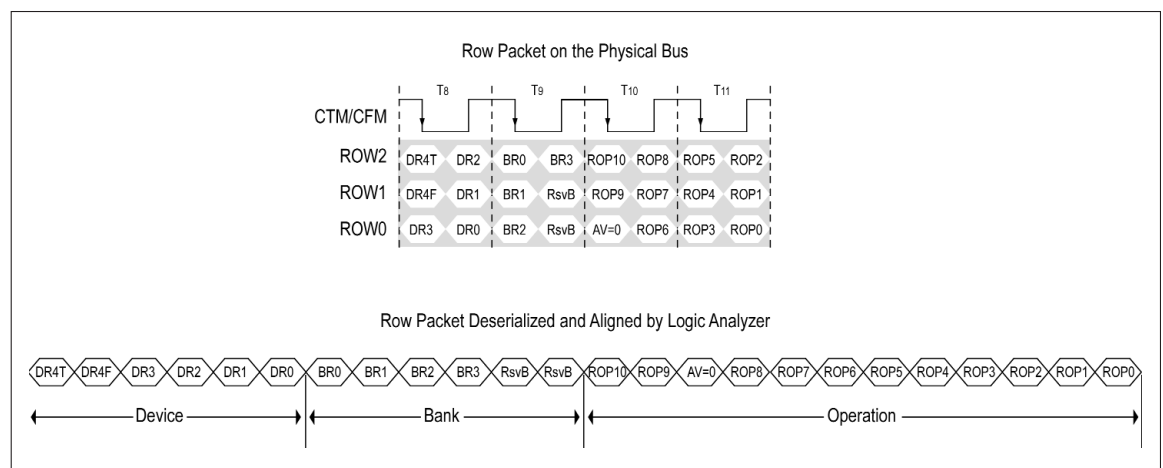 Row Packet on the Physical Bus
T8 T9 T10 T11
CTM/CFM
ROW2 DR4T DR2 BR0 BR3 ROP10 ROP8 ROP5 ROP2
ROW1 DR4F DR1 BR1 RsvB ROP9 ROP7 ROP4 ROP1
ROW0 DR3 DR0 BR2 RsvB AV=0 ROP6 ROP3 ROP0
Row Packet Deserialized and Aligned by Logic Analyzer
DR4T DR4F DR3 DR2 DR1 DR0 BR0 BR1 BR2 BR3 RsvB RsvB ROP10 ROP9 AV=0 ROP8 ROP7 ROP6 ROP5 ROP4 ROP3 ROP2 ROP1 ROP0
Device Bank Operation